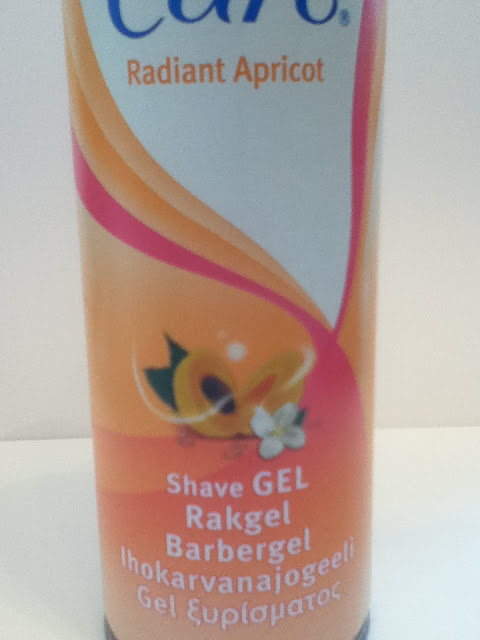 Radiant Apricot
Shave GEL
Rakgel
Barbergel
Ihokarvanajogeeli
Gel ξυρίσματος